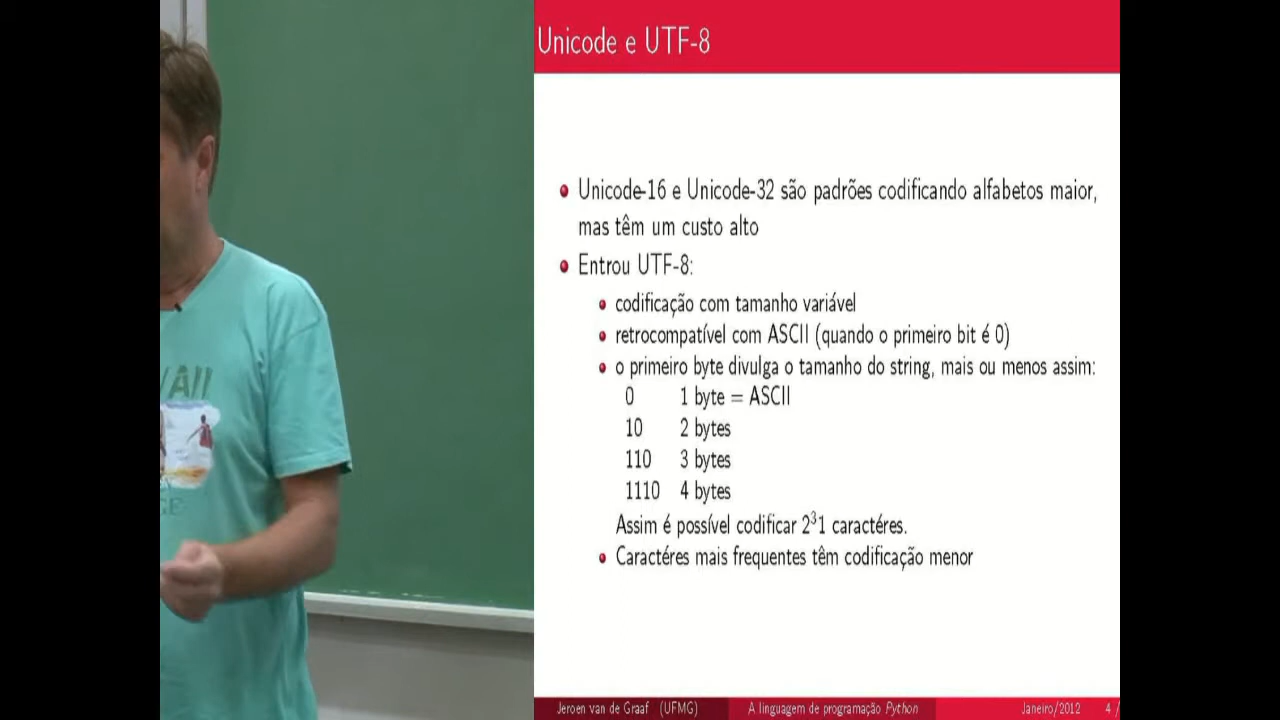 Unicode e UTF-8
Unicode-16 e Unicode-32 são padrões codificando alfabetos maior,
mas têm um custo alto
Entrou UTF-8:
codificação com tamanho variável
retrocompatível com ASCII (quando o primeiro bit é 0)
o primeiro byte divulga o tamanho do string, mais ou menos assim:
0 1 byte = ASCII
10 2 bytes
110 3 bytes
1110 4 bytes
Assim é possível codificar 2³1 caractéres.
Caractéres mais frequentes têm codificação menor
Jeroen van de Graaf (UFMG) A linguagem de programação Python Janeiro/2012 4 /